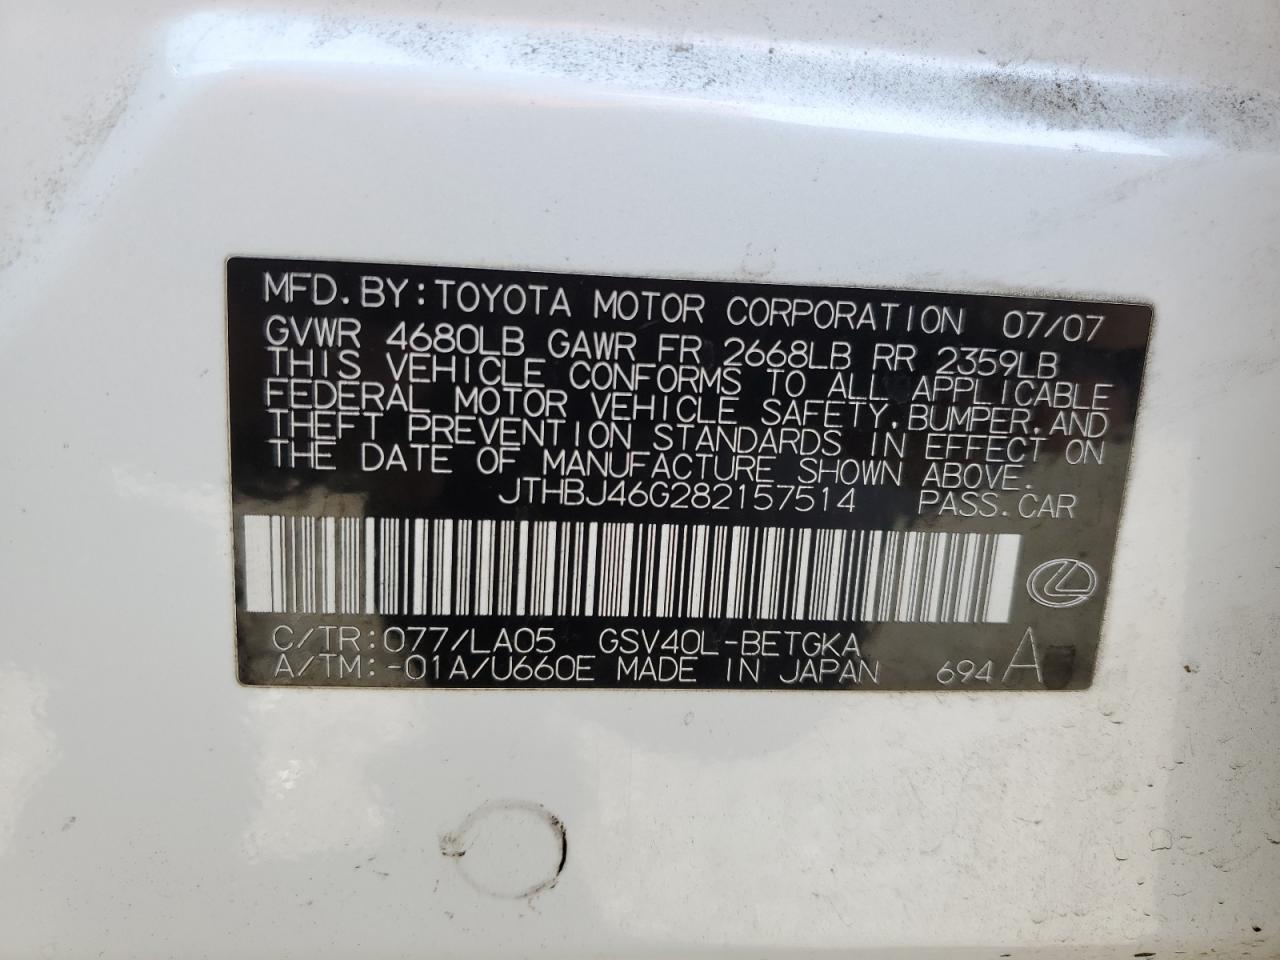 MFD.BY:TOYOTA MOTOR CORPORATION 07/07
GVWR 4680LB GAWR FR 2668LB RR 2359LB
THIS VEHICLE CONFORMS TO ALL APPLICABLE
FEDERAL MOTOR VEHICLE SAFETY,BUMPER,AND
THEFT PREVENTION STANDARDS IN EFFECT ON
THE DATE OF MANUFACTURE SHOWN ABOVE.
JTHBJ46G282157514 PASS.CAR
C/TR:077/LA05 GSV40L-BETGKA
A/TM:-01A/U660E MADE IN JAPAN 694 A